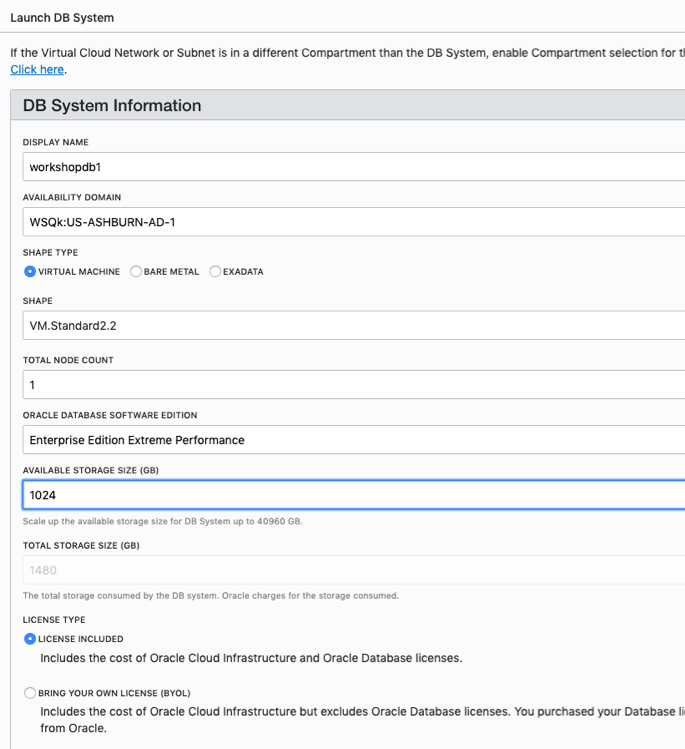 Launch DB System
If the Virtual Cloud Network or Subnet is in a different Compartment than the DB System, enable Compartment selection for
Click here.
DB System Information
DISPLAY NAME
workshopdb1
AVAILABILITY DOMAIN
WSQk:US-ASHBURN-AD-1
SHAPE TYPE
VIRTUAL MACHINE BARE METAL EXADATA
SHAPE
VM.Standard2.2
TOTAL NODE COUNT
1
ORACLE DATABASE SOFTWARE EDITION
Enterprise Edition Extreme Performance
AVAILABLE STORAGE SIZE (GB)
1024
Scale up the available storage size for DB System up to 40960 GB.
TOTAL STORAGE SIZE (GB)
1480
The total storage consumed by the DB system. Oracle charges for the storage consumed.
LICENSE TYPE
LICENSE INCLUDED
Includes the cost of Oracle Cloud Infrastructure and Oracle Database licenses.
BRING YOUR OWN LICENSE (BYOL)
Includes the cost of Oracle Cloud Infrastructure but excludes Oracle Database licenses. You purchased your Database
from Oracle.